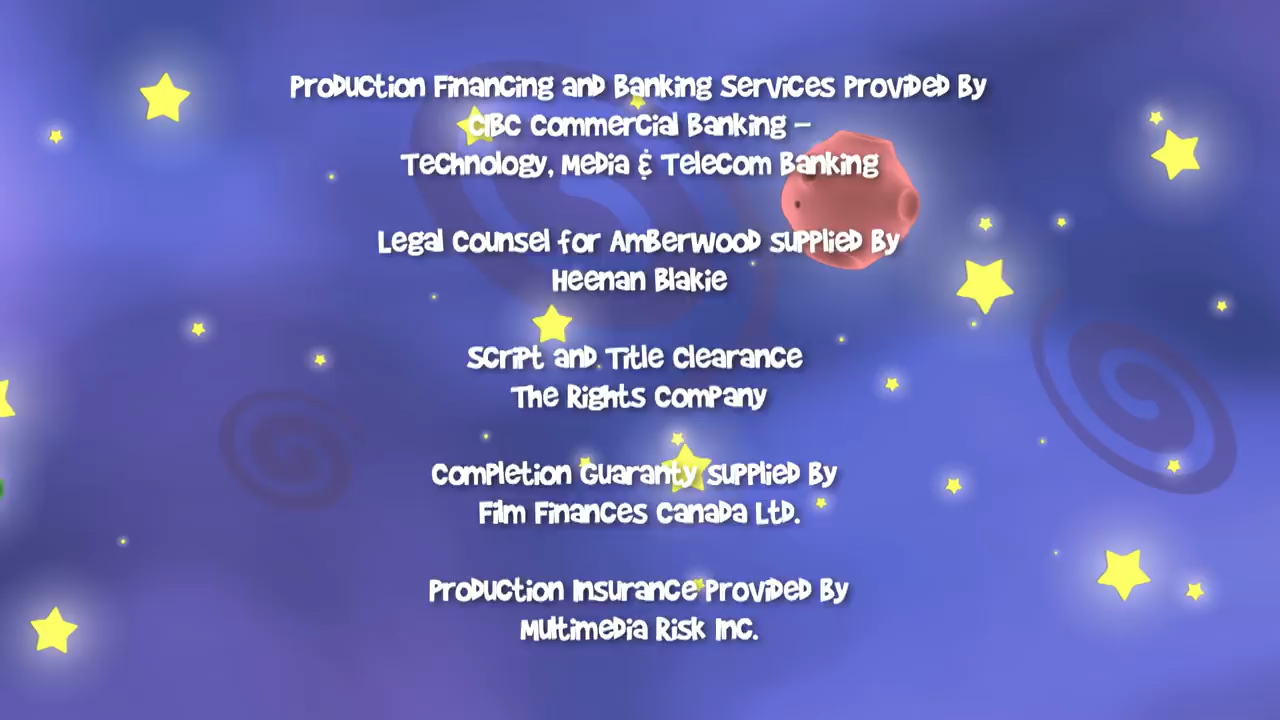 Production Financing and Banking Services Provided By
CIBC Commercial Banking –
Technology, Media & Telecom Banking
Legal Counsel for Amberwood supplied By
Heenan Blakie
Script and Title Clearance
The Rights Company
Completion Guaranty supplied By
Film Finances Canada Ltd.
Production Insurance Provided By
Multimedia Risk Inc.